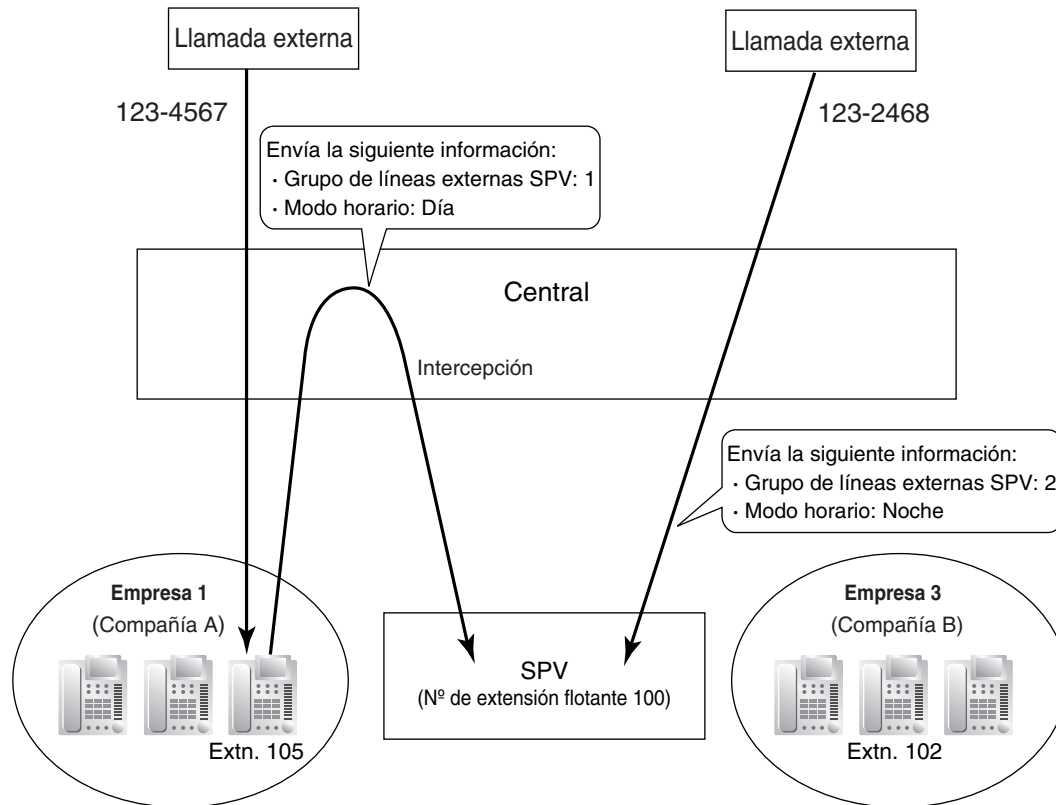 Llamada externa
Llamada externa
123-4567
123-2468
Envía la siguiente información:
· Grupo de líneas externas SPV: 1
· Modo horario: Día
Central
Intercepción
Envía la siguiente información:
· Grupo de líneas externas SPV: 2
· Modo horario: Noche
Empresa 1
(Compañía A)
Extn. 105
SPV
(Nº de extensión flotante 100)
Empresa 3
(Compañía B)
Extn. 102